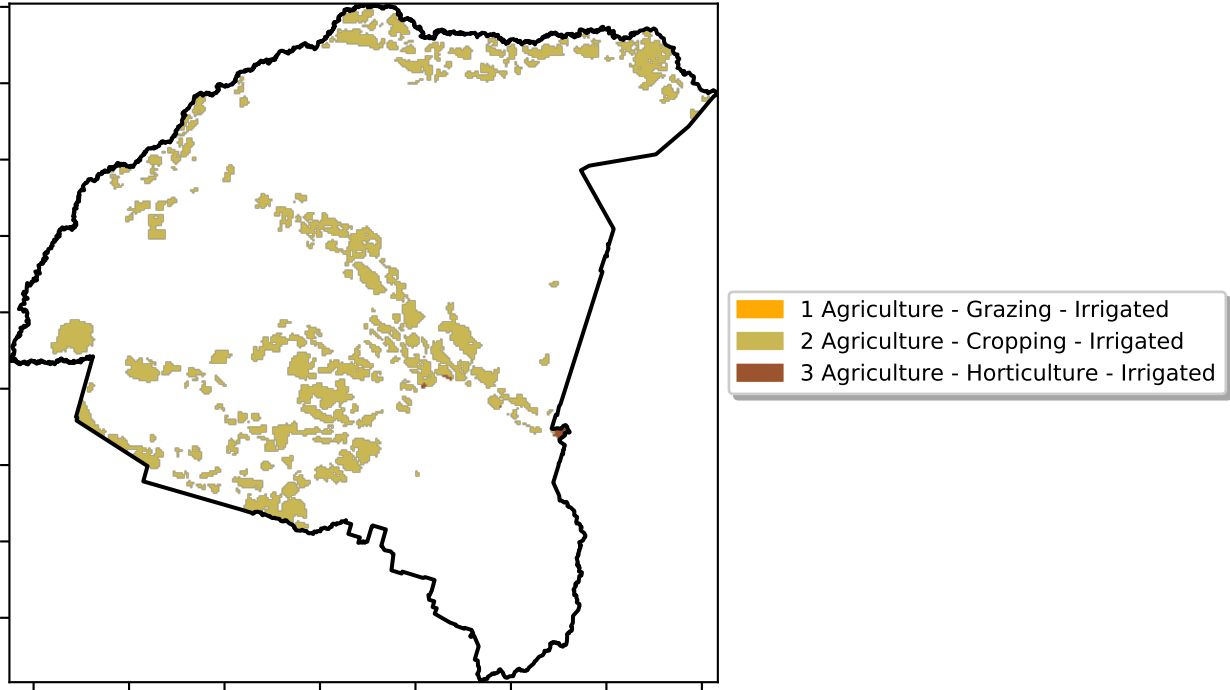 1 Agriculture - Grazing - Irrigated
2 Agriculture - Cropping - Irrigated
3 Agriculture - Horticulture - Irrigated